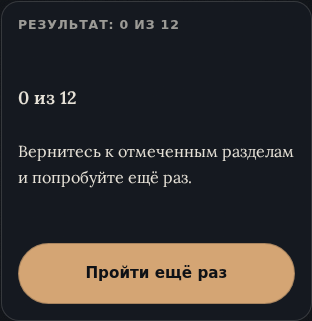 РЕЗУЛЬТАТ: 0 ИЗ 12
0 из 12
Вернитесь к отмеченным разделам
и попробуйте ещё раз.
Пройти ещё раз